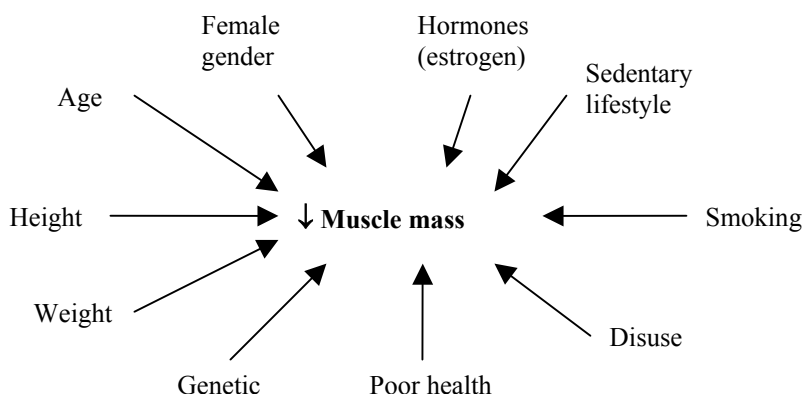 Female
gender
Hormones
(estrogen)
Sedentary
lifestyle
Age
Height
↓ Muscle mass
Smoking
Weight
Disuse
Genetic
Poor health